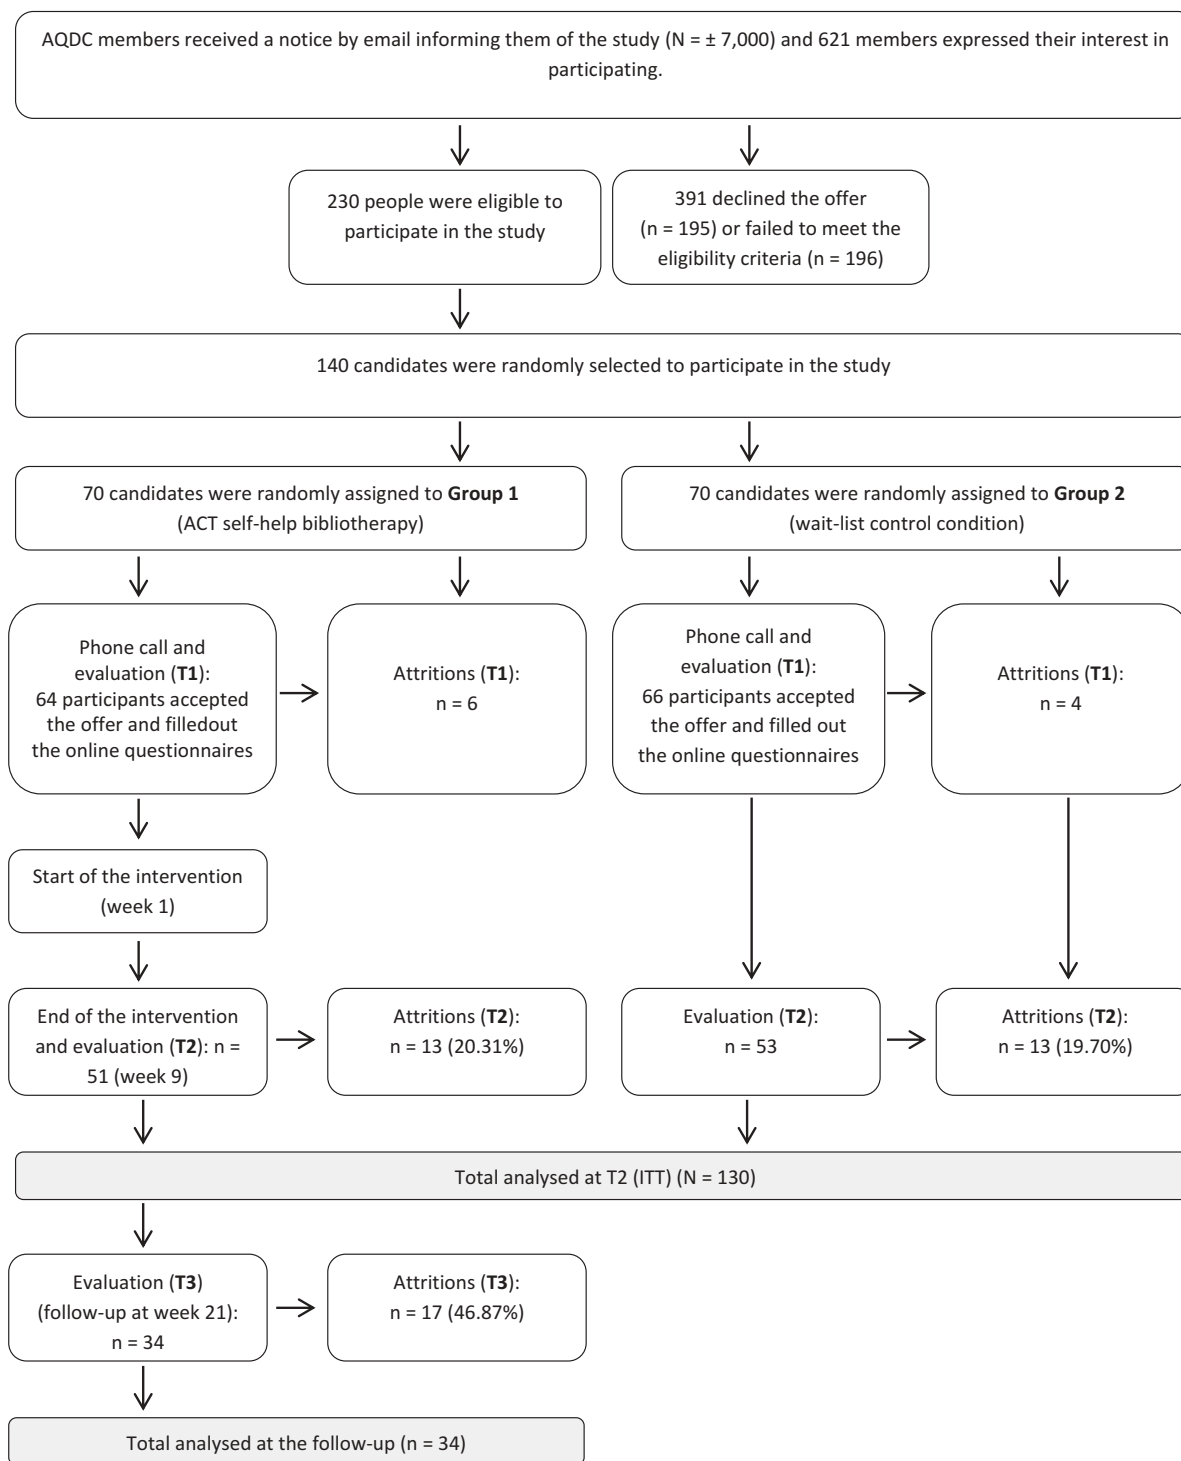 AQDC members received a notice by email informing them of the study (N = ± 7,000) and 621 members expressed their interest in
participating.
230 people were eligible to
participate in the study
391 declined the offer
(n = 195) or failed to meet the
eligibility criteria (n = 196)
140 candidates were randomly selected to participate in the study
70 candidates were randomly assigned to Group 1
(ACT self-help bibliotherapy)
70 candidates were randomly assigned to Group 2
(wait-list control condition)
Phone call and
evaluation (T1):
64 participants accepted
the offer and filledout
the online questionnaires
Attritions (T1):
n = 6
Phone call and
evaluation (T1):
66 participants accepted
the offer and filled out
the online questionnaires
Attritions (T1):
n = 4
Start of the intervention
(week 1)
End of the intervention
and evaluation (T2): n =
51 (week 9)
Attritions (T2):
n = 13 (20.31%)
Evaluation (T2):
n = 53
Attritions (T2):
n = 13 (19.70%)
Total analysed at T2 (ITT) (N = 130)
Evaluation (T3)
(follow-up at week 21):
n = 34
Attritions (T3):
n = 17 (46.87%)
Total analysed at the follow-up (n = 34)